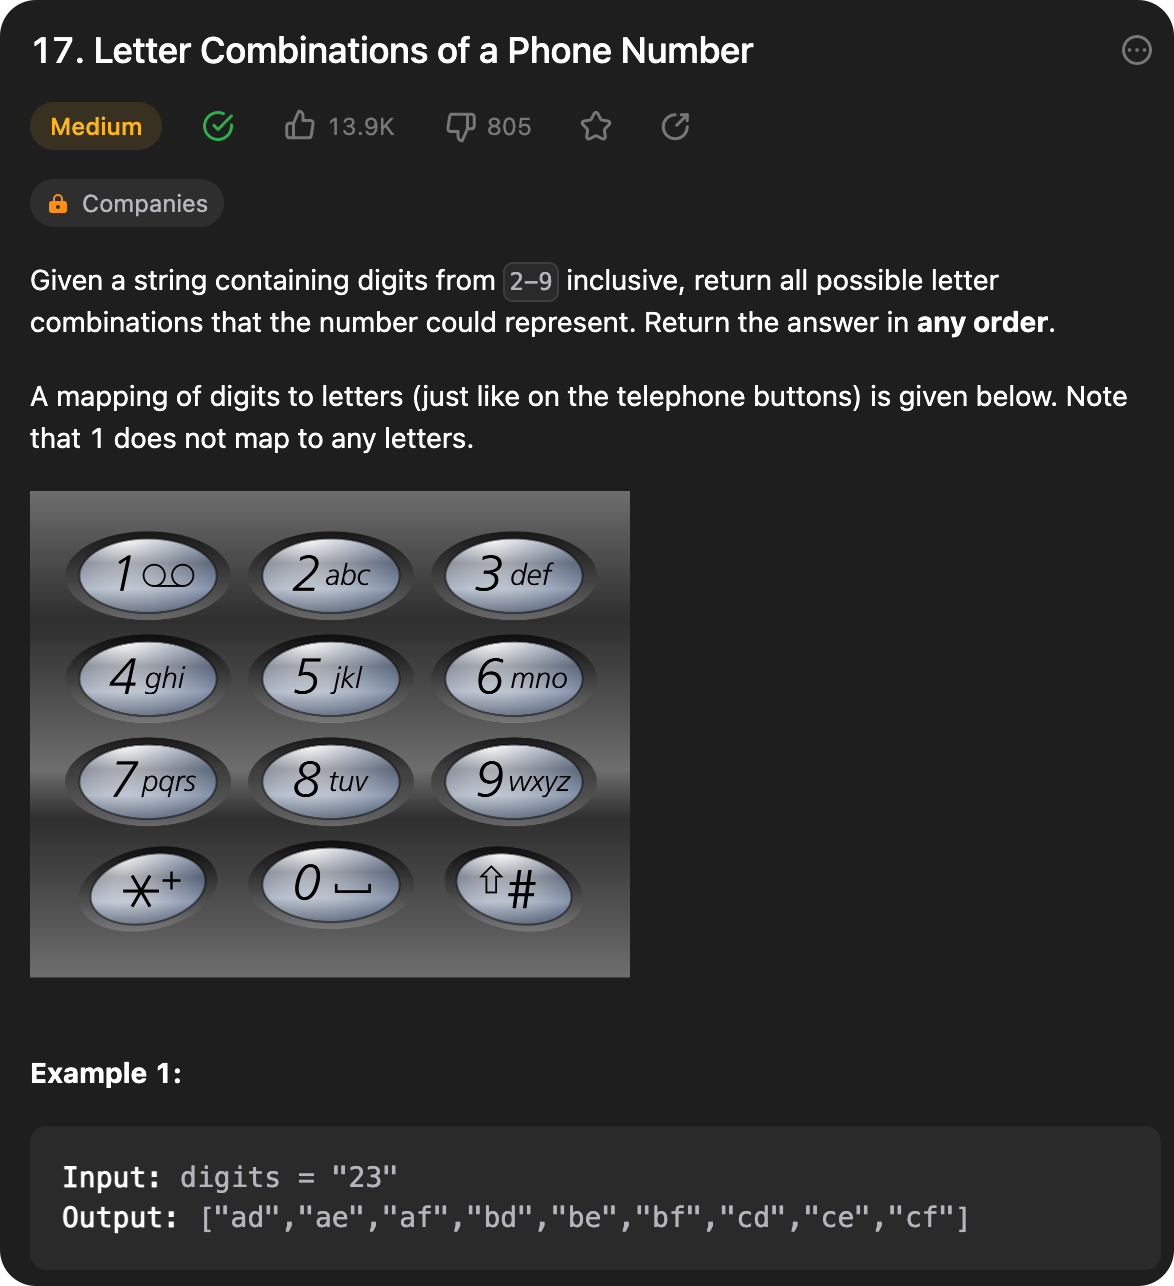 17. Letter Combinations of a Phone Number
Medium 13.9K 805
Companies
Given a string containing digits from 2-9 inclusive, return all possible letter
combinations that the number could represent. Return the answer in any order.
A mapping of digits to letters (just like on the telephone buttons) is given below. Note
that 1 does not map to any letters.
1 2 abc 3 def
4 ghi 5 jkl 6 mno
7 pqrs 8 tuv 9 wxyz
*+ 0 ⇧#
Example 1:
Input: digits = "23"
Output: ["ad","ae","af","bd","be","bf","cd","ce","cf"]